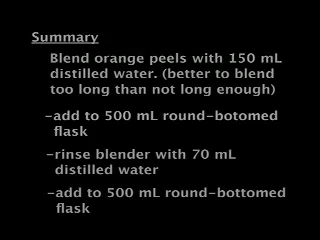 Summary
Blend orange peels with 150 mL
distilled water. (better to blend
too long than not long enough)
-add to 500 mL round-botomed
flask
-rinse blender with 70 mL
distilled water
-add to 500 mL round-bottomed
flask